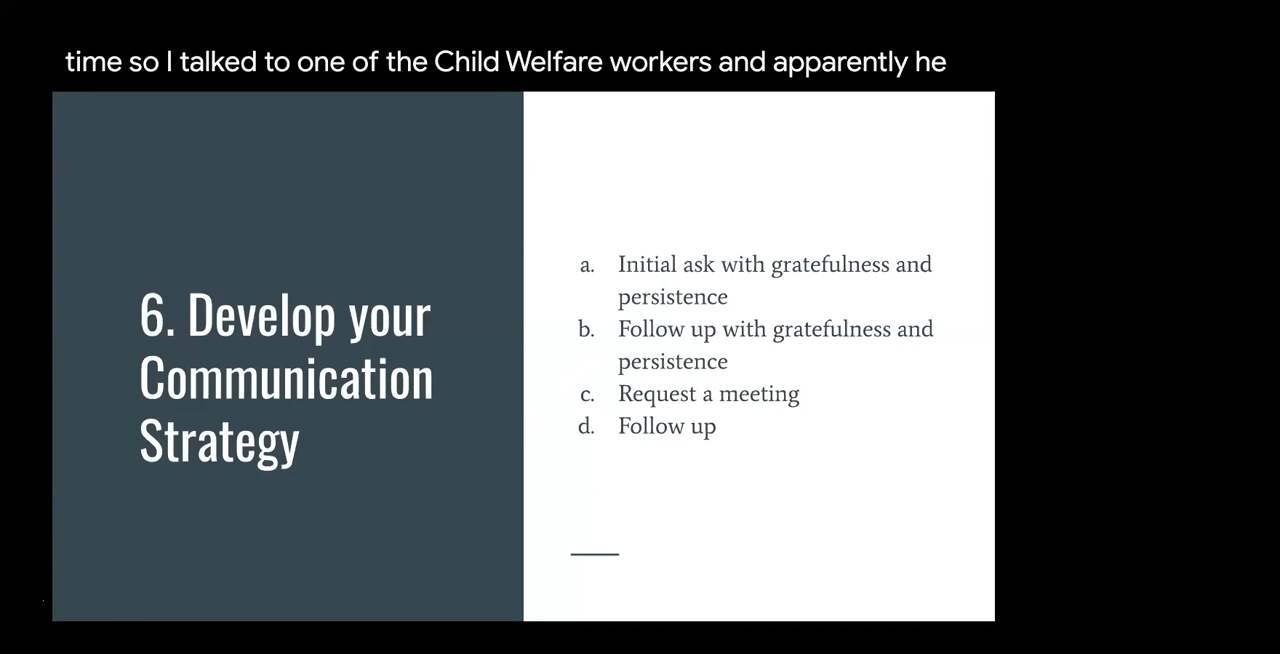 time so I talked to one of the Child Welfare workers and apparently he
6. Develop your
Communication
Strategy
a. Initial ask with gratefulness and
persistence
b. Follow up with gratefulness and
persistence
c. Request a meeting
d. Follow up